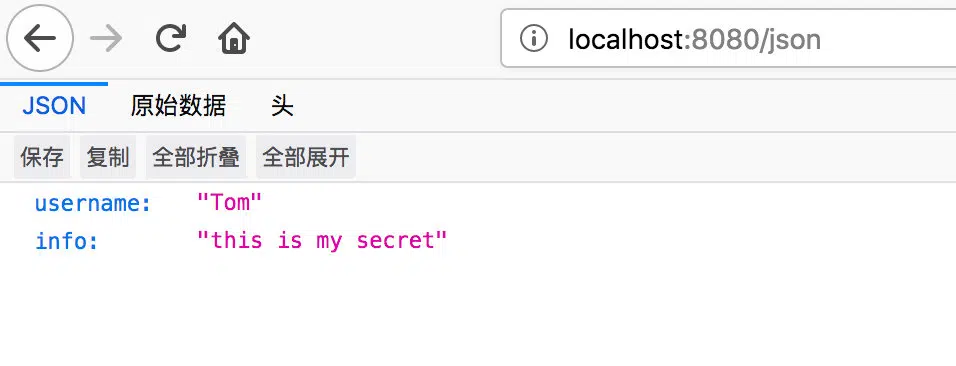 localhost:8080/json
JSON 原始数据 头
保存 复制 全部折叠 全部展开
username: "Tom"
info: "this is my secret"